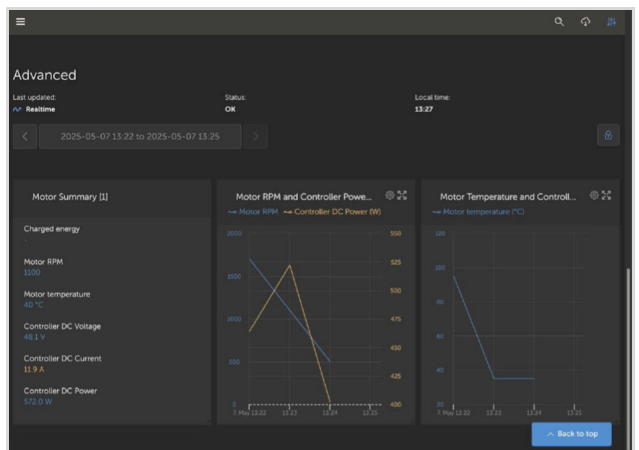 Advanced
Last updated: Status: Local time:
Realtime OK 13:27
2025-05-07 13:22 to 2025-05-07 13:25
Motor Summary [1]
Charged energy
-
Motor RPM
1100
Motor temperature
40 °C
Controller DC Voltage
48.1 V
Controller DC Current
11.9 A
Controller DC Power
572.0 W
Motor RPM and Controller Powe...
Motor RPM Controller DC Power (W)
2000 550
525
1500
500
1000 475
450
500
425
0 400
7. May 13:22 13:23 13:24 13:25
Motor Temperature and Controll...
Motor temperature (°C)
120
100
80
60
40
20
7. May 13:22 13:23 13:24 13:25
Back to top